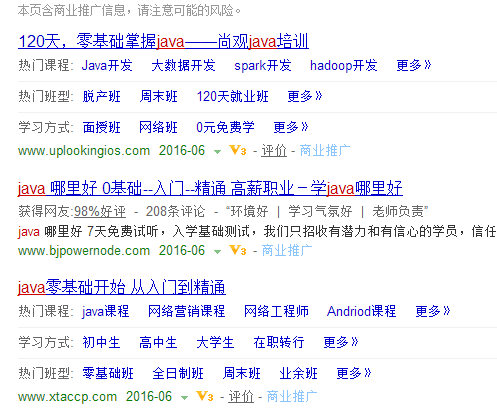 本页含商业推广信息，请注意可能的风险。
120天，零基础掌握java——尚观java培训
热门课程: Java开发 大数据开发 spark开发 hadoop开发 更多»
热门班型: 脱产班 周末班 120天就业班 更多»
学习方式: 面授班 网络班 0元免费学 更多»
www.uplookingios.com 2016-06 V3 - 评价 - 商业推广
java 哪里好 0基础--入门--精通 高薪职业－学java哪里好
获得网友:98%好评 - 208条评论 - “环境好 | 学习气氛好 | 老师负责”
java 哪里好 7天免费试听，入学基础测试，我们只招收有潜力和有信心的学员，信任
www.bjpowernode.com 2016-06 V3 - 商业推广
java零基础开始 从入门到精通
热门课程: java课程 网络营销课程 网络工程师 Andriod课程 更多»
学习方式: 初中生 高中生 大学生 在职转行 更多»
热门班型: 零基础班 全日制班 周末班 业余班 更多»
www.xtaccp.com 2016-06 V3 - 评价 - 商业推广